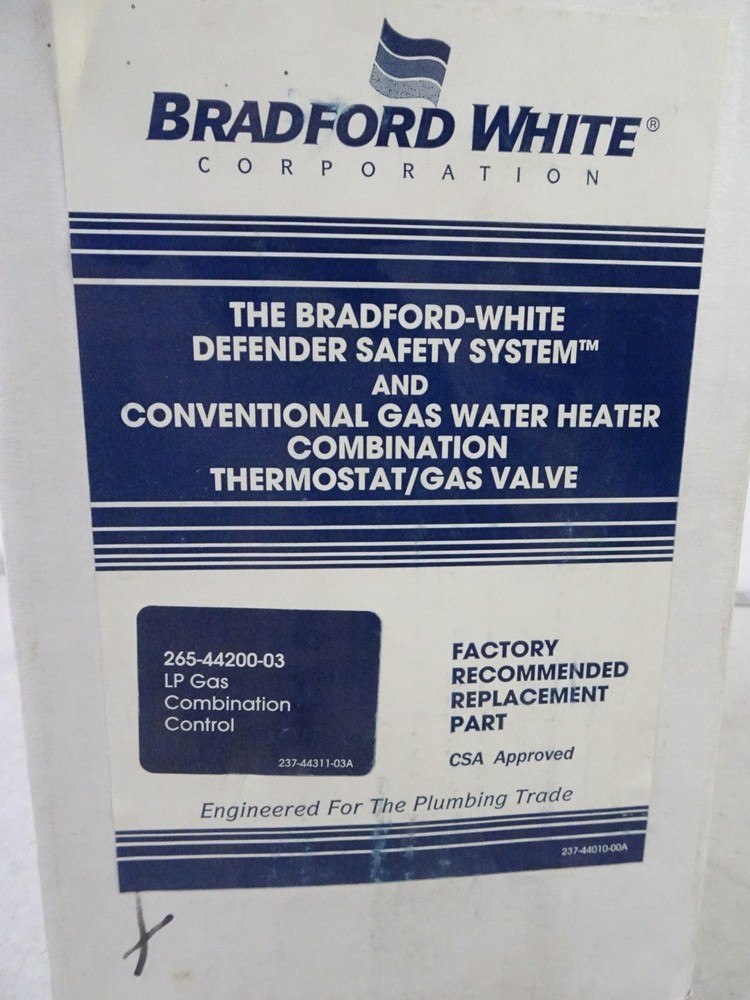 BRADFORD WHITE®
CORPORATION
THE BRADFORD-WHITE
DEFENDER SAFETY SYSTEM™
AND
CONVENTIONAL GAS WATER HEATER
COMBINATION
THERMOSTAT/GAS VALVE
265-44200-03
LP Gas
Combination
Control
237-44311-03A
FACTORY
RECOMMENDED
REPLACEMENT
PART
CSA Approved
Engineered For The Plumbing Trade
237-44010-00A